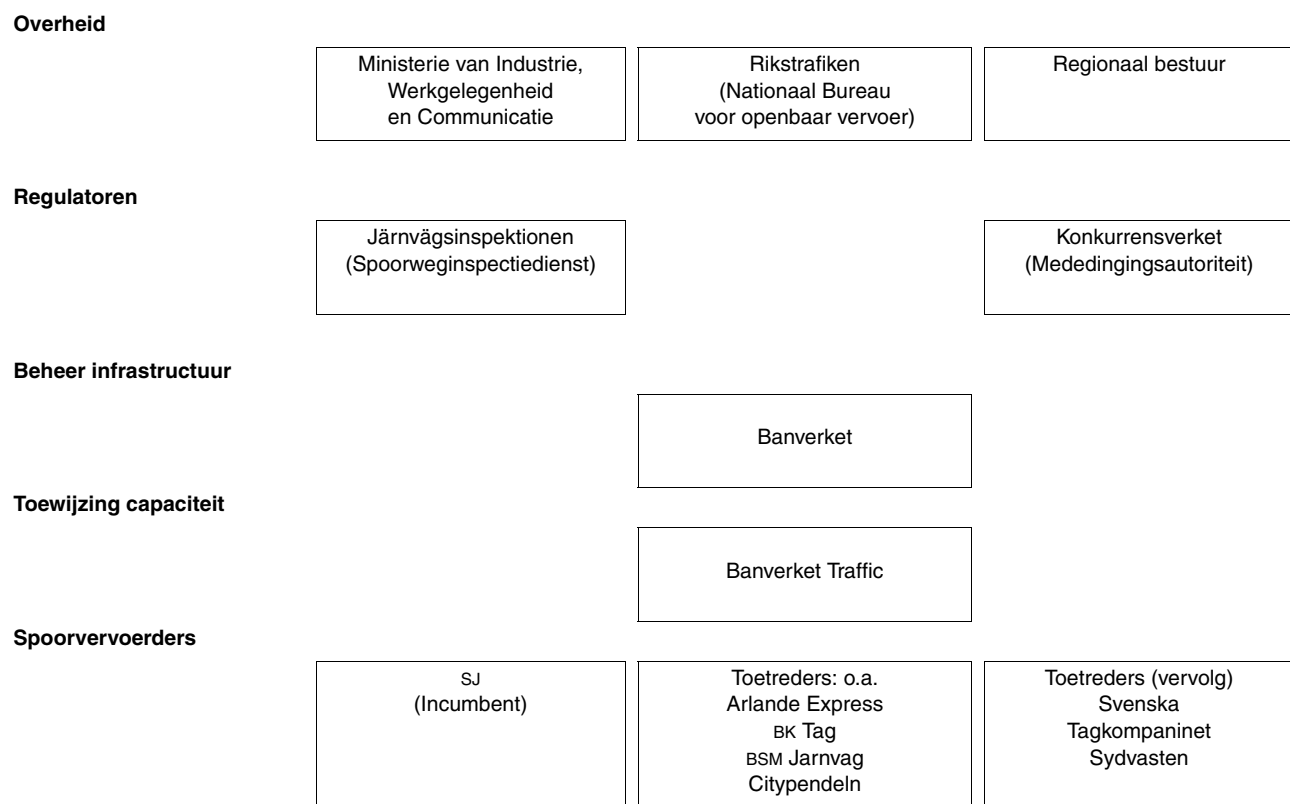 Overheid
Ministerie van Industrie,
Werkgelegenheid
en Communicatie
Rikstrafiken
(Nationaal Bureau
voor openbaar vervoer)
Regionaal bestuur
Regulatoren
Järnvägsinspektionen
(Spoorweginspectiedienst)
Konkurrensverket
(Mededingingsautoriteit)
Beheer infrastructuur
Banverket
Toewijzing capaciteit
Banverket Traffic
Spoorvervoerders
SJ
(Incumbent)
Toetreders: o.a.
Arlande Express
BK Tag
BSM Jarnvag
Citypendeln
Toetreders (vervolg)
Svenska
Tagkompaninet
Sydvasten